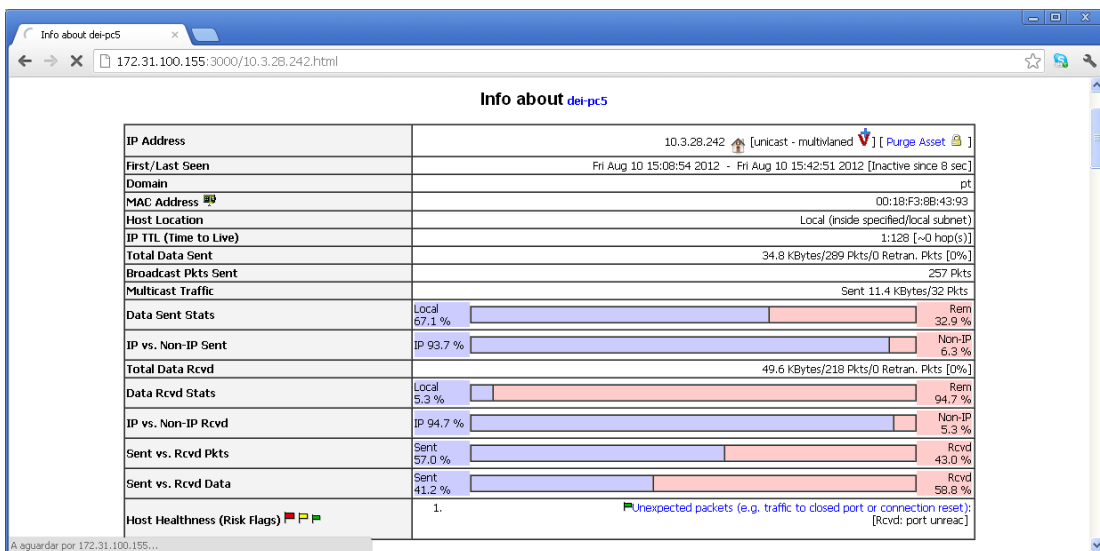 Info about dei-pc5
172.31.100.155:3000/10.3.28.242.html
Info about dei-pc5
IP Address 10.3.28.242 [unicast - multivlaned ] [ Purge Asset ]
First/Last Seen Fri Aug 10 15:08:54 2012 - Fri Aug 10 15:42:51 2012 [Inactive since 8 sec]
Domain pt
MAC Address 00:18:F3:8B:43:93
Host Location Local (inside specified/local subnet)
IP TTL (Time to Live) 1:128 [~0 hop(s)]
Total Data Sent 34.8 KBytes/289 Pkts/0 Retran. Pkts [0%]
Broadcast Pkts Sent 257 Pkts
Multicast Traffic Sent 11.4 KBytes/32 Pkts
Data Sent Stats Local 67.1 % Rem 32.9 %
IP vs. Non-IP Sent IP 93.7 % Non-IP 6.3 %
Total Data Rcvd 49.6 KBytes/218 Pkts/0 Retran. Pkts [0%]
Data Rcvd Stats Local 5.3 % Rem 94.7 %
IP vs. Non-IP Rcvd IP 94.7 % Non-IP 5.3 %
Sent vs. Rcvd Pkts Sent 57.0 % Rcvd 43.0 %
Sent vs. Rcvd Data Sent 41.2 % Rcvd 58.8 %
Host Healthness (Risk Flags) 1. Unexpected packets (e.g. traffic to closed port or connection reset):
[Rcvd: port unreac]
A aguardar por 172.31.100.155...